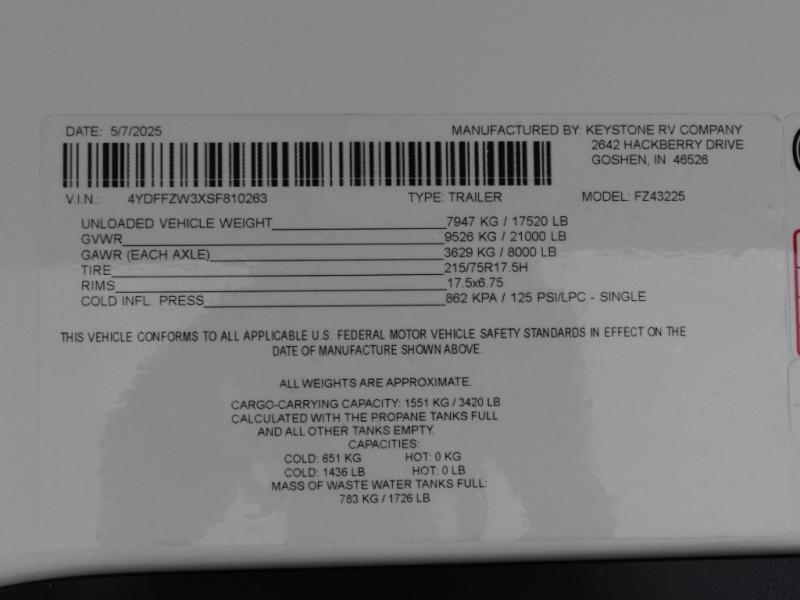 DATE: 5/7/2025
MANUFACTURED BY: KEYSTONE RV COMPANY
2642 HACKBERRY DRIVE
GOSHEN, IN 46526
V.I.N.: 4YDFFZW3XSF810263 TYPE: TRAILER MODEL: FZ43225
UNLOADED VEHICLE WEIGHT 7947 KG / 17520 LB
GVWR 9526 KG / 21000 LB
GAWR (EACH AXLE) 3629 KG / 8000 LB
TIRE 215/75R17.5H
RIMS 17.5x6.75
COLD INFL. PRESS 862 KPA / 125 PSI/LPC - SINGLE
THIS VEHICLE CONFORMS TO ALL APPLICABLE U.S. FEDERAL MOTOR VEHICLE SAFETY STANDARDS IN EFFECT ON THE
DATE OF MANUFACTURE SHOWN ABOVE.
ALL WEIGHTS ARE APPROXIMATE.
CARGO-CARRYING CAPACITY: 1551 KG / 3420 LB
CALCULATED WITH THE PROPANE TANKS FULL
AND ALL OTHER TANKS EMPTY.
CAPACITIES:
COLD: 651 KG HOT: 0 KG
COLD: 1436 LB HOT: 0 LB
MASS OF WASTE WATER TANKS FULL:
783 KG / 1726 LB